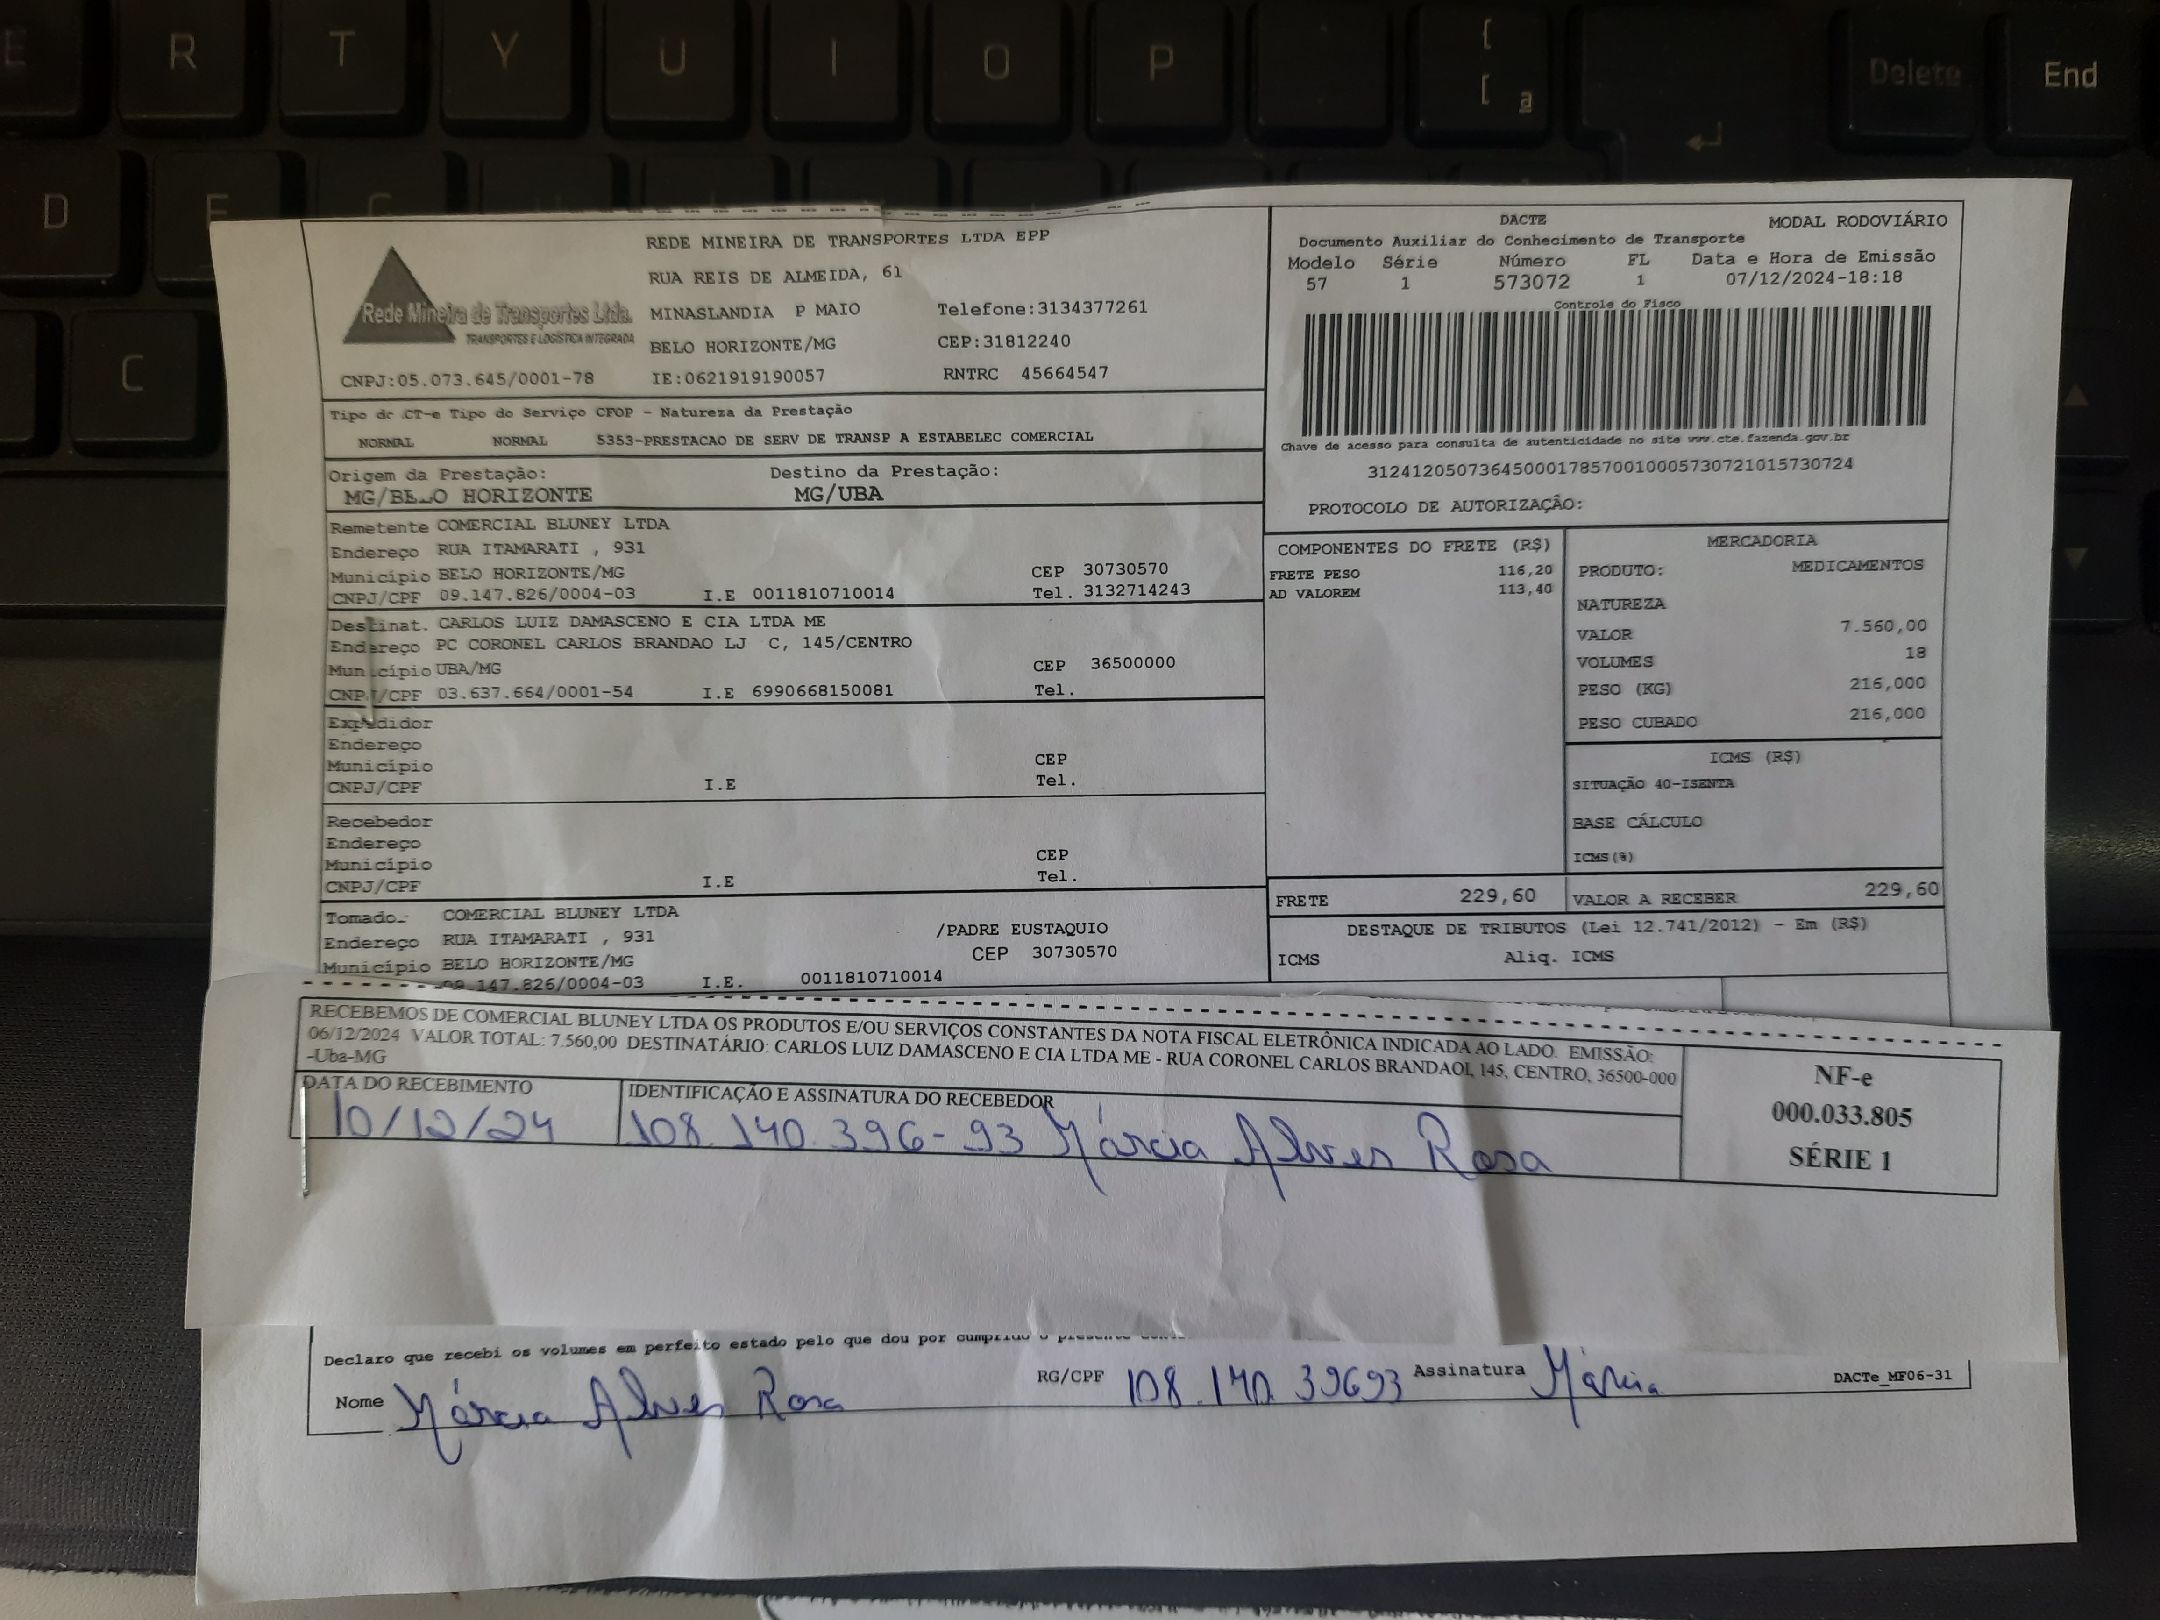 E R T Y U I O P { [ ª Delete End
D
C
REDE MINEIRA DE TRANSPORTES LTDA EPP
RUA REIS DE ALMEIDA, 61
Rede Mineira de Transportes Ltda.
TRANSPORTES E LOGÍSTICA INTEGRADA
MINASLANDIA P MAIO Telefone:3134377261
BELO HORIZONTE/MG CEP:31812240
CNPJ:05.073.645/0001-78 IE:0621919190057 RNTRC 45664547
DACTE MODAL RODOVIÁRIO
Documento Auxiliar do Conhecimento de Transporte
Modelo Série Número FL Data e Hora de Emissão
57 1 573072 1 07/12/2024-18:18
Controle do Fisco
Chave de acesso para consulta de autenticidade no site www.cte.fazenda.gov.br
31241205073645000178570010005730721015730724
PROTOCOLO DE AUTORIZAÇÃO:
Tipo do CT-e Tipo do Serviço CFOP - Natureza da Prestação
NORMAL NORMAL 5353-PRESTACAO DE SERV DE TRANSP A ESTABELEC COMERCIAL
Origem da Prestação: Destino da Prestação:
MG/BELO HORIZONTE MG/UBA
Remetente COMERCIAL BLUNEY LTDA
Endereço RUA ITAMARATI , 931
Município BELO HORIZONTE/MG CEP 30730570
CNPJ/CPF 09.147.826/0004-03 I.E 0011810710014 Tel. 3132714243
Destinat. CARLOS LUIZ DAMASCENO E CIA LTDA ME
Endereço PC CORONEL CARLOS BRANDAO LJ C, 145/CENTRO
Município UBA/MG CEP 36500000
CNPJ/CPF 03.637.664/0001-54 I.E 6990668150081 Tel.
Expedidor
Endereço
Município CEP
CNPJ/CPF I.E Tel.
Recebedor
Endereço
Município CEP
CNPJ/CPF I.E Tel.
Tomado COMERCIAL BLUNEY LTDA
Endereço RUA ITAMARATI , 931 /PADRE EUSTAQUIO
Município BELO HORIZONTE/MG CEP 30730570
09.147.826/0004-03 I.E. 0011810710014
COMPONENTES DO FRETE (R$)
FRETE PESO 116,20
AD VALOREM 113,40
MERCADORIA
PRODUTO: MEDICAMENTOS
NATUREZA
VALOR 7.560,00
VOLUMES 18
PESO (KG) 216,000
PESO CUBADO 216,000
ICMS (R$)
SITUAÇÃO 40-ISENTA
BASE CÁLCULO
ICMS(%)
FRETE 229,60 VALOR A RECEBER 229,60
DESTAQUE DE TRIBUTOS (Lei 12.741/2012) - Em (R$)
ICMS Aliq. ICMS
RECEBEMOS DE COMERCIAL BLUNEY LTDA OS PRODUTOS E/OU SERVIÇOS CONSTANTES DA NOTA FISCAL ELETRÔNICA INDICADA AO LADO. EMISSÃO:
06/12/2024 VALOR TOTAL: 7.560,00 DESTINATÁRIO: CARLOS LUIZ DAMASCENO E CIA LTDA ME - RUA CORONEL CARLOS BRANDAOl, 145, CENTRO, 36500-000
-Uba-MG
DATA DO RECEBIMENTO IDENTIFICAÇÃO E ASSINATURA DO RECEBEDOR
10/12/24 108.140.396-93 Márcia Alves Rosa
NF-e
000.033.805
SÉRIE 1
Declaro que recebi os volumes em perfeito estado pelo que dou por cumprido o presente
Nome Márcia Alves Rosa RG/CPF 108.140.39693 Assinatura Márcia DACTe_MF06-31